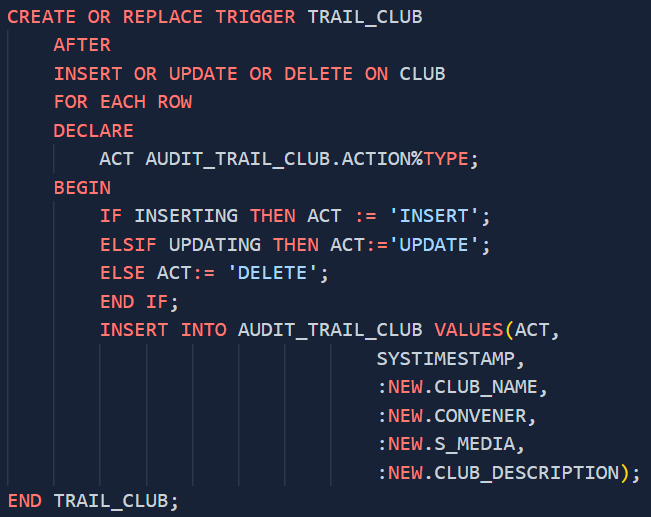 CREATE OR REPLACE TRIGGER TRAIL_CLUB
AFTER
INSERT OR UPDATE OR DELETE ON CLUB
FOR EACH ROW
DECLARE
ACT AUDIT_TRAIL_CLUB.ACTION%TYPE;
BEGIN
IF INSERTING THEN ACT := 'INSERT';
ELSIF UPDATING THEN ACT:='UPDATE';
ELSE ACT:= 'DELETE';
END IF;
INSERT INTO AUDIT_TRAIL_CLUB VALUES(ACT,
SYSTIMESTAMP,
:NEW.CLUB_NAME,
:NEW.CONVENER,
:NEW.S_MEDIA,
:NEW.CLUB_DESCRIPTION);
END TRAIL_CLUB;